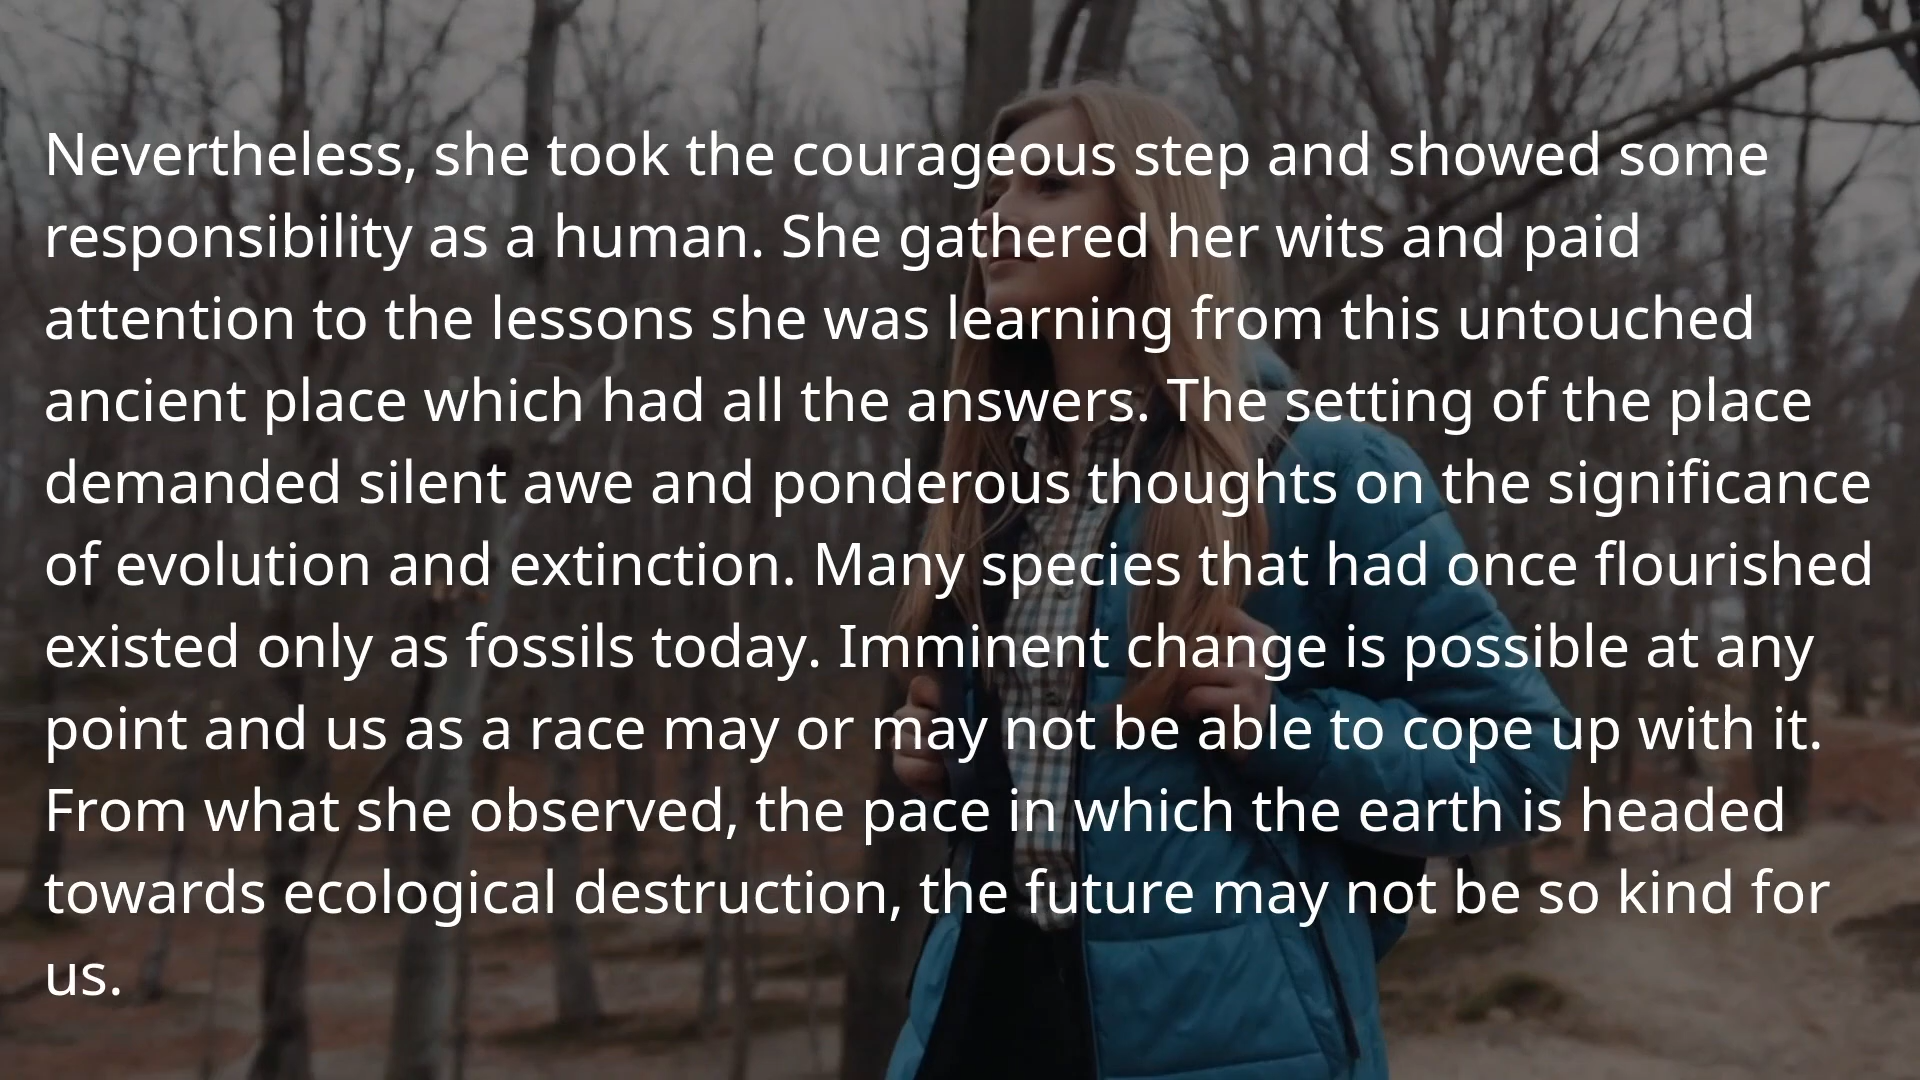 Nevertheless, she took the courageous step and showed some
responsibility as a human. She gathered her wits and paid
attention to the lessons she was learning from this untouched
ancient place which had all the answers. The setting of the place
demanded silent awe and ponderous thoughts on the significance
of evolution and extinction. Many species that had once flourished
existed only as fossils today. Imminent change is possible at any
point and us as a race may or may not be able to cope up with it.
From what she observed, the pace in which the earth is headed
towards ecological destruction, the future may not be so kind for
us.